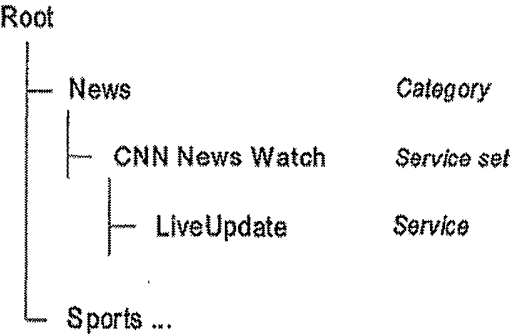 Root
News Category
CNN News Watch Service set
LiveUpdate Service
Sports ...